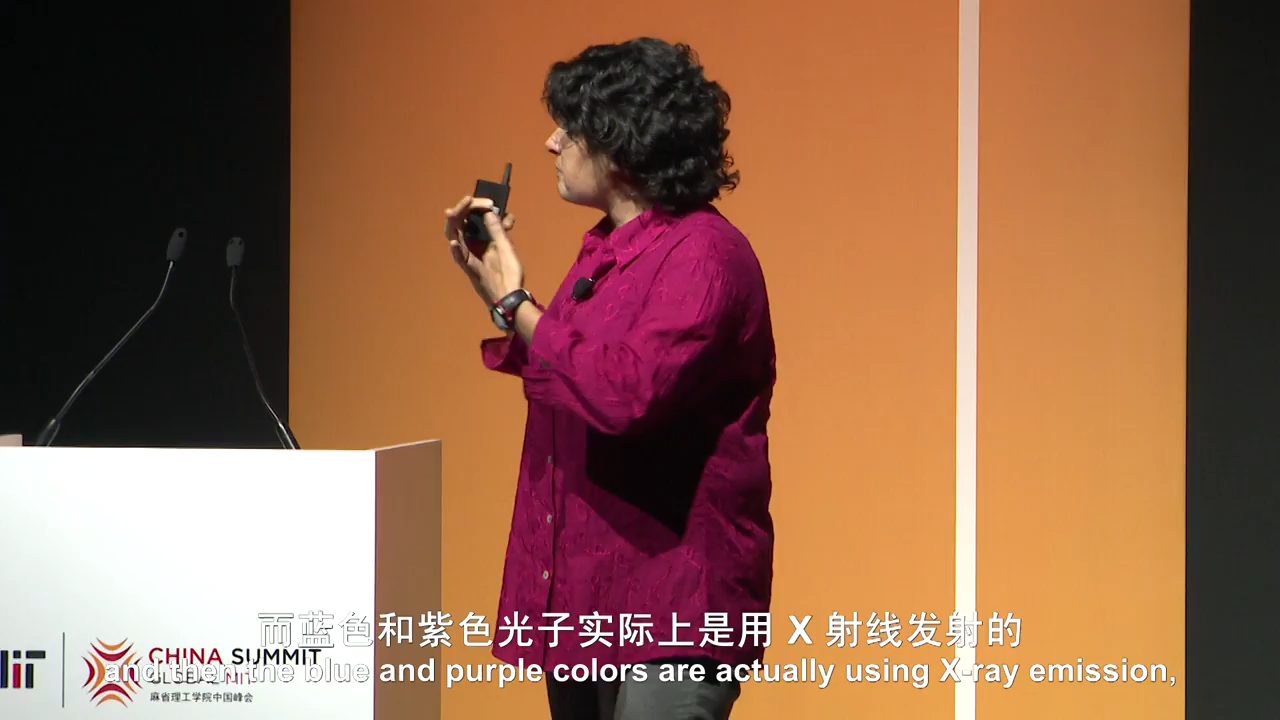 而蓝色和紫色光子实际上是用 X 射线发射的
and then the blue and purple colors are actually using X-ray emission,
CHINA SUMMIT
GLOBAL MIT
麻省理工学院中国峰会